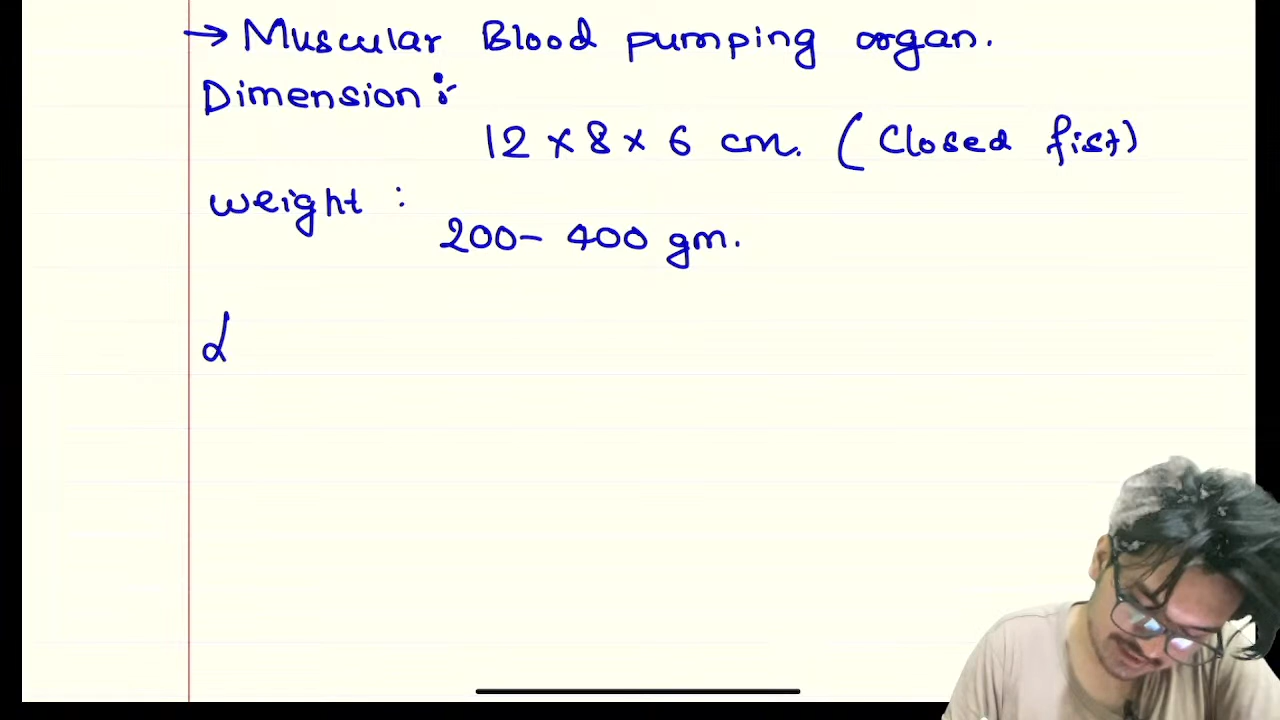 → Muscular Blood pumping organ.
Dimension :-
12 x 8 x 6 cm. (Closed fist)
weight :
200- 400 gm.